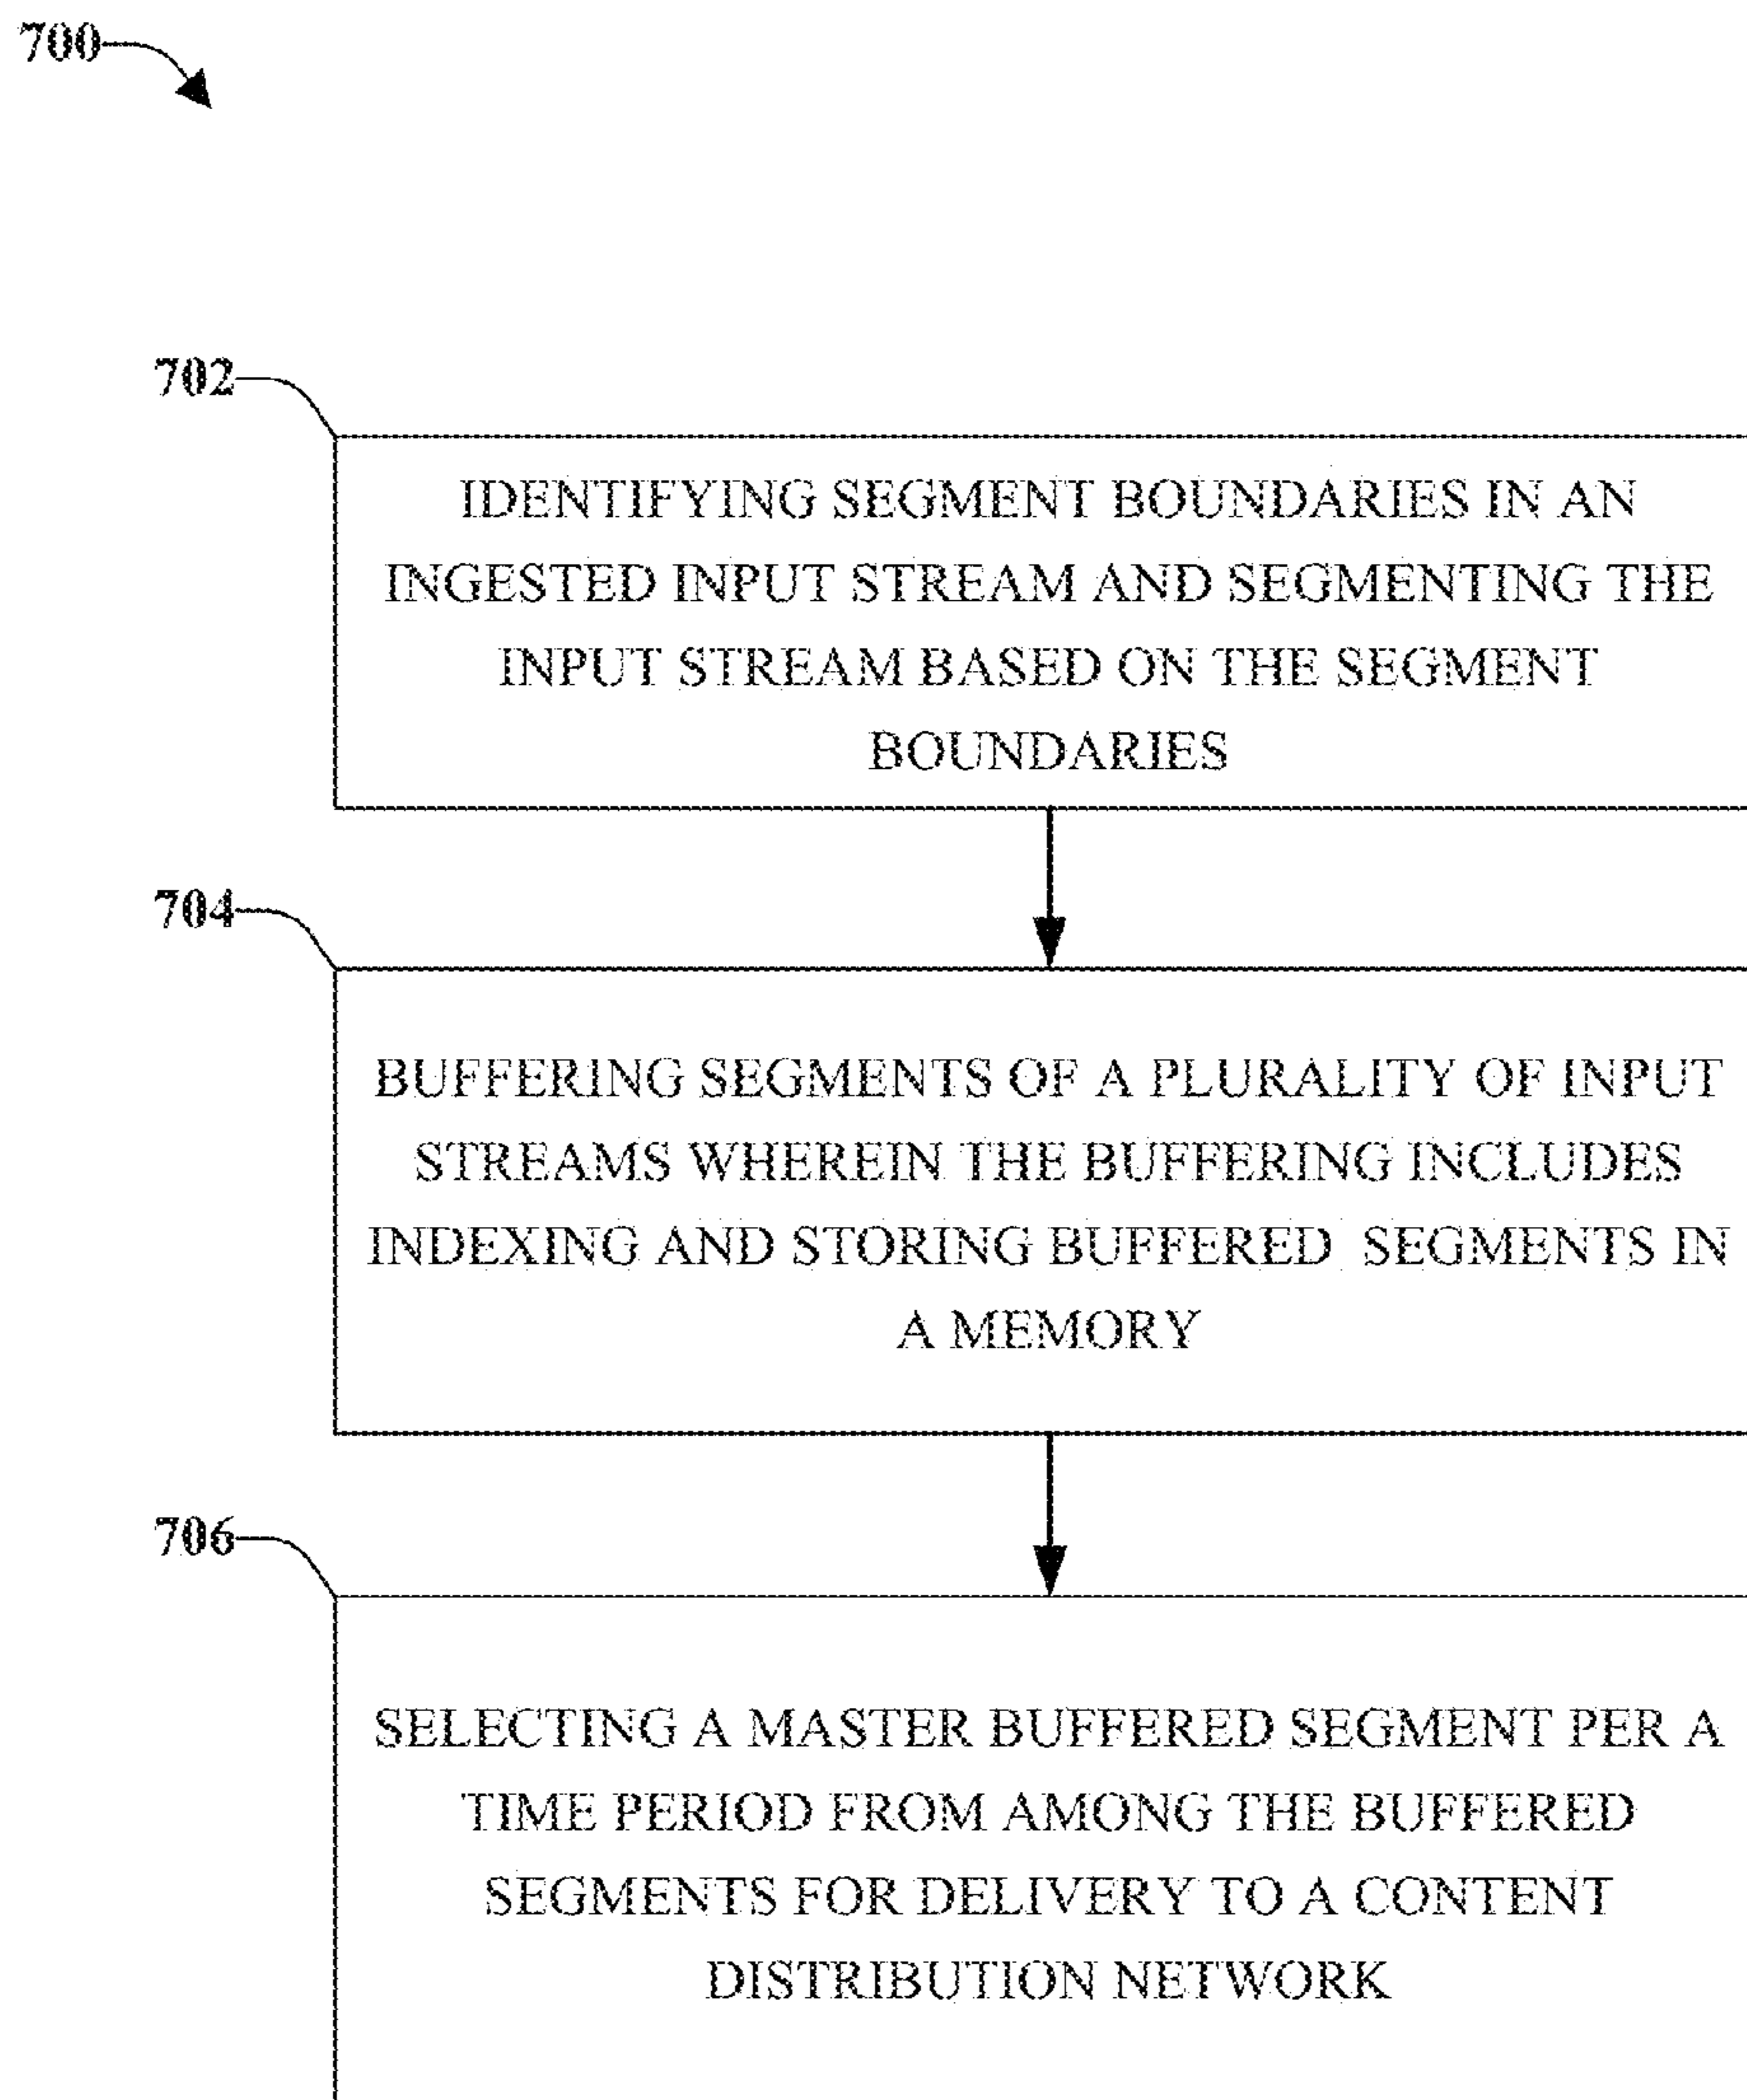 700
702
IDENTIFYING SEGMENT BOUNDARIES IN AN
INGESTED INPUT STREAM AND SEGMENTING THE
INPUT STREAM BASED ON THE SEGMENT
BOUNDARIES
704
BUFFERING SEGMENTS OF A PLURALITY OF INPUT
STREAMS WHEREIN THE BUFFERING INCLUDES
INDEXING AND STORING BUFFERED SEGMENTS IN
A MEMORY
706
SELECTING A MASTER BUFFERED SEGMENT PER A
TIME PERIOD FROM AMONG THE BUFFERED
SEGMENTS FOR DELIVERY TO A CONTENT
DISTRIBUTION NETWORK